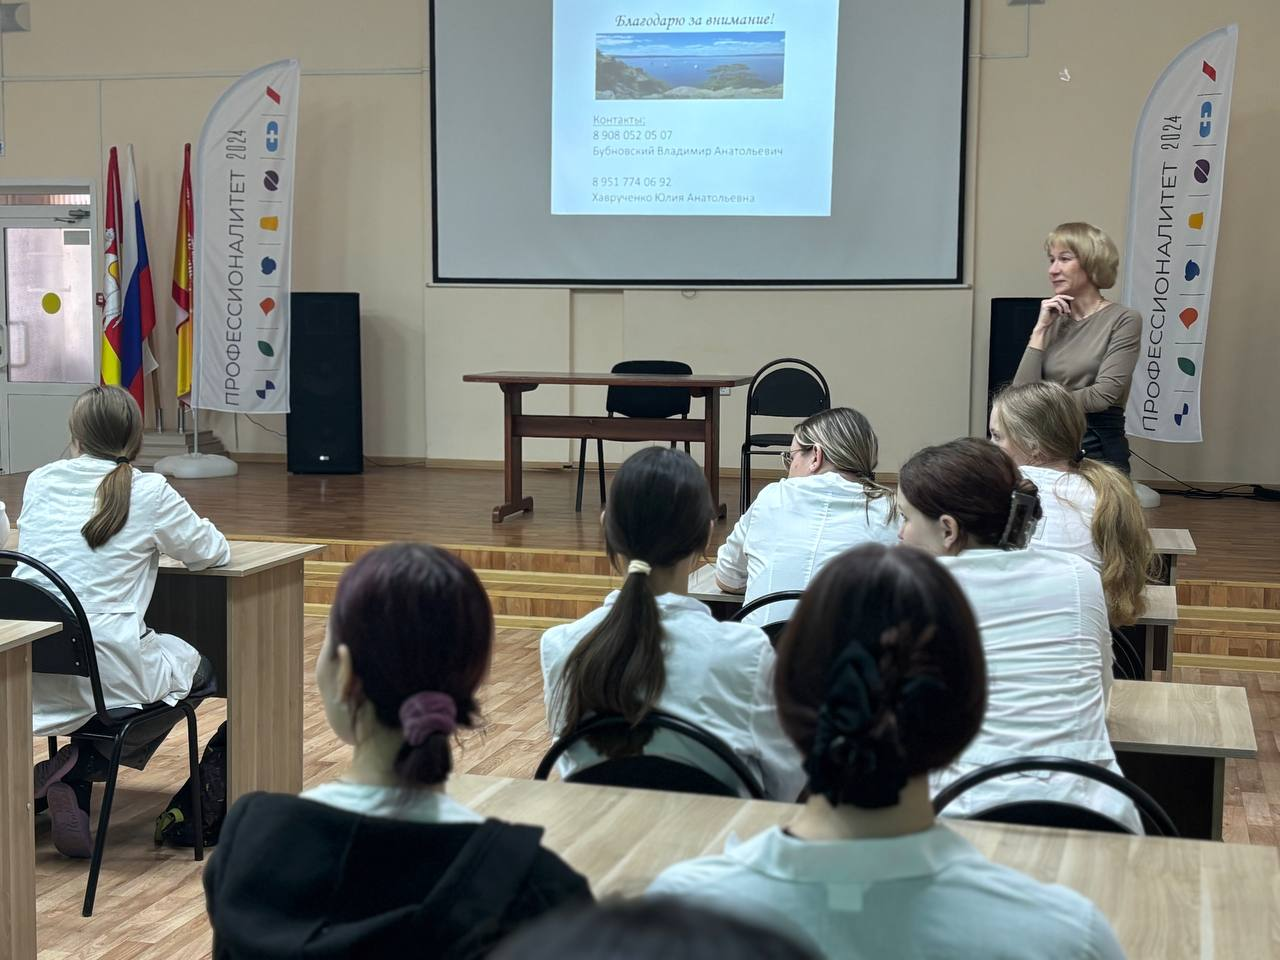 Благодарю за внимание!
Контакты:
8 908 052 05 07
Бубновский Владимир Анатольевич
8 951 774 06 92
Хаврученко Юлия Анатольевна
ПРОФЕССИОНАЛИТЕТ 2024
ПРОФЕССИОНАЛИТЕТ 2024